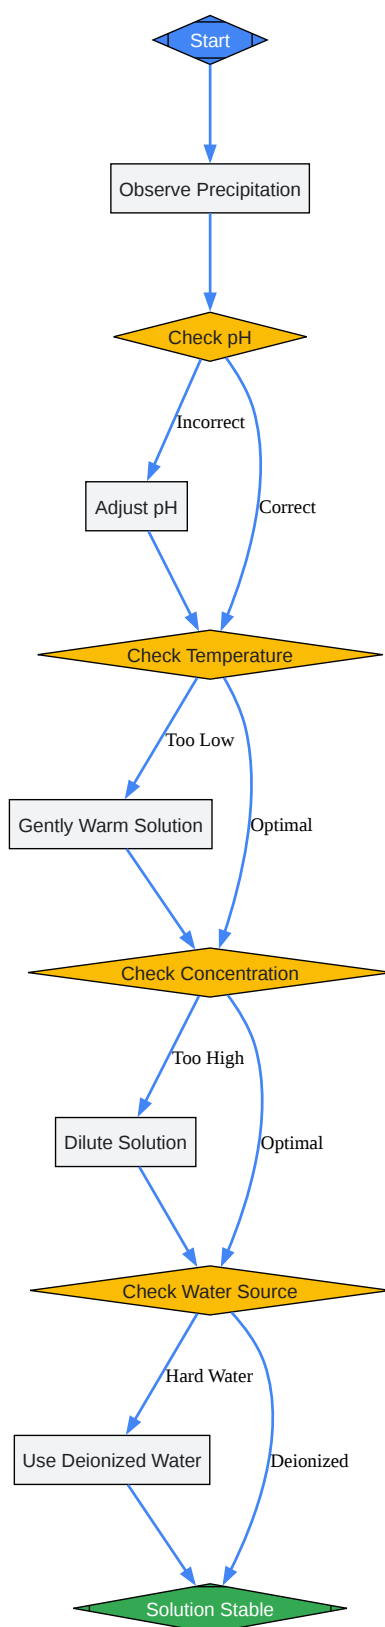 Start
Observe Precipitation
Check pH
Incorrect
Adjust pH
Correct
Check Temperature
Too Low
Gently Warm Solution
Optimal
Check Concentration
Too High
Dilute Solution
Optimal
Check Water Source
Hard Water
Use Deionized Water
Deionized
Solution Stable